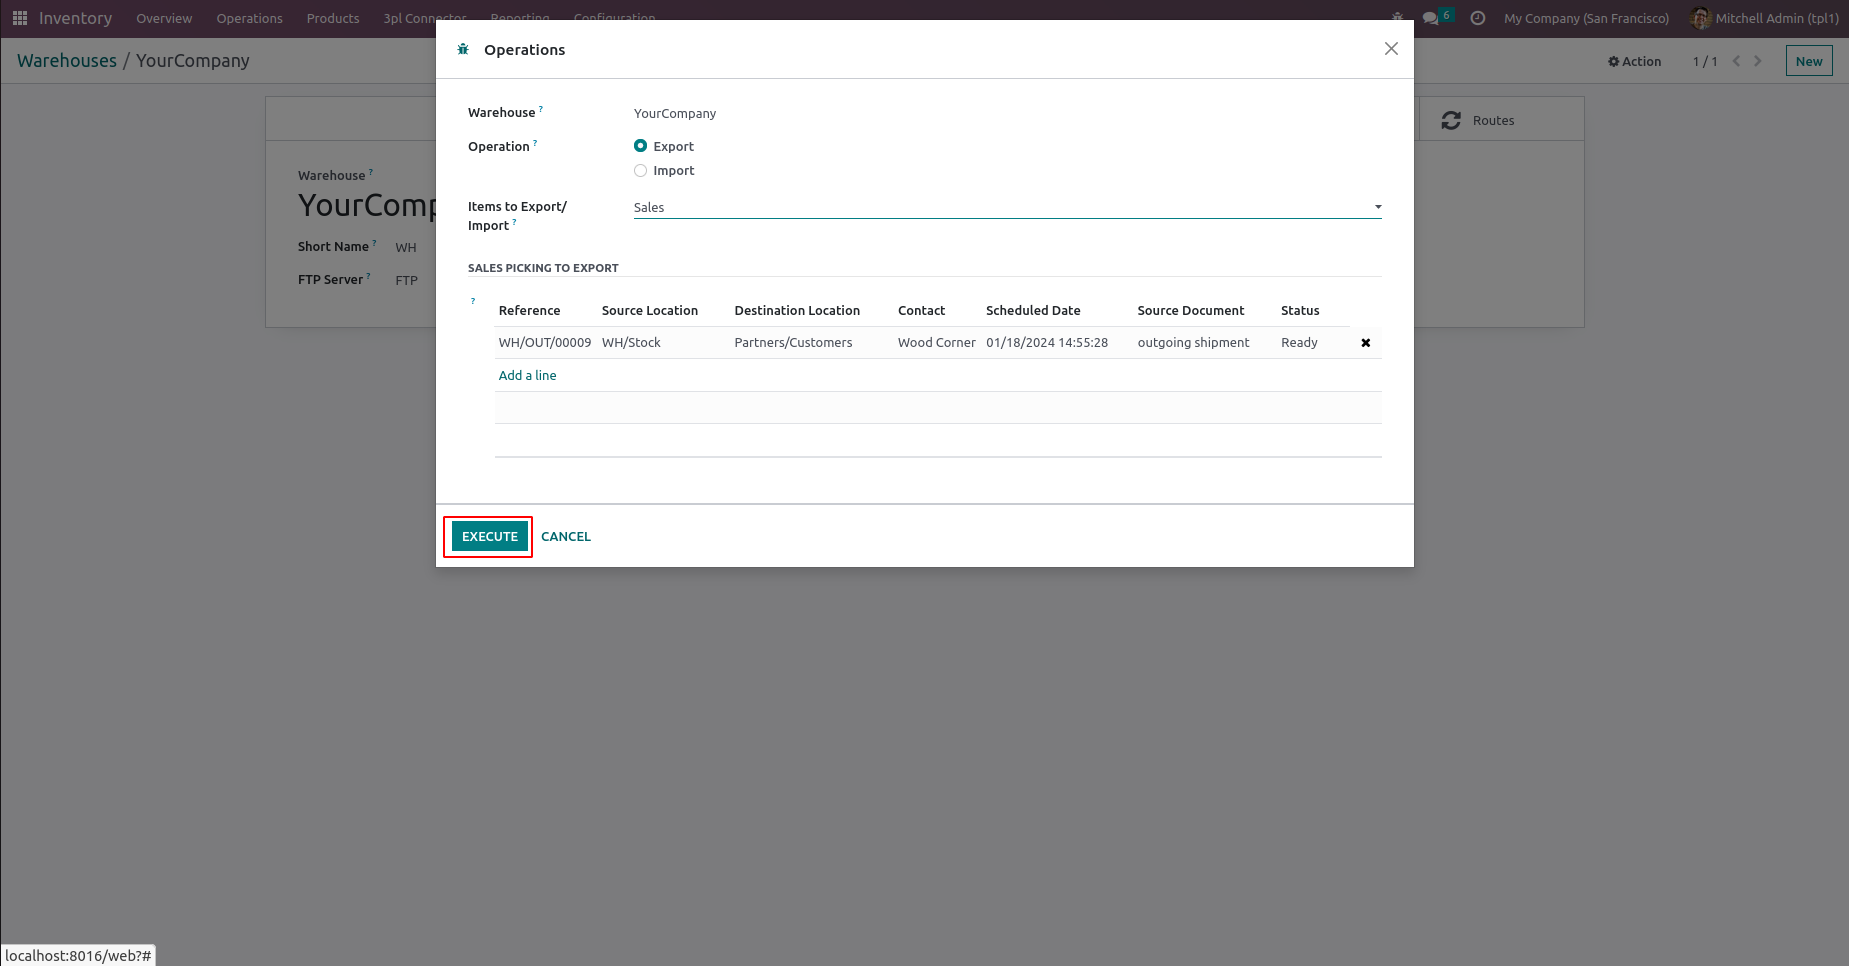 Inventory Overview Operations Products 3pl Connector Reporting Configuration 6 My Company (San Francisco) Mitchell Admin (tpl1)
Operations
Warehouses / YourCompany
Action 1 / 1 New
Warehouse ? YourCompany
Operation ? Export
Import
Items to Export/
Import ?
Sales
Routes
Warehouse ?
YourComp
Short Name ? WH
FTP Server ? FTP
SALES PICKING TO EXPORT
?
Reference Source Location Destination Location Contact Scheduled Date Source Document Status
WH/OUT/00009 WH/Stock Partners/Customers Wood Corner 01/18/2024 14:55:28 outgoing shipment Ready
Add a line
EXECUTE CANCEL
localhost:8016/web?#